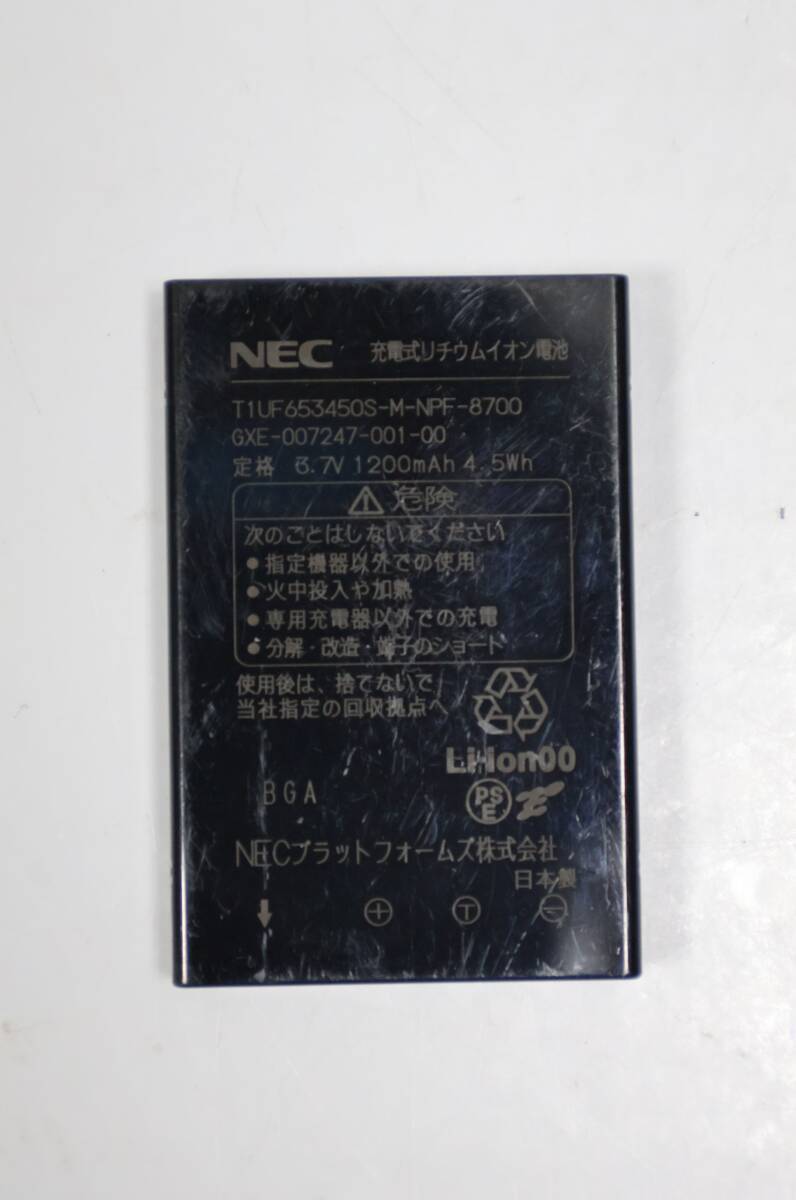 NEC 充電式リチウムイオン電池
T1UF653450S-M-NPF-8700
GXE-007247-001-00
定格 3.7V 1200mAh 4.5Wh
危険
次のことはしないでください
●指定機器以外での使用
●火中投入や加熱
●専用充電器以外での充電
●分解・改造・端子のショート
使用後は、捨てないで
当社指定の回収拠点へ
Li-ion00
BGA
PS
E
NECプラットフォームズ株式会社
日本製
T